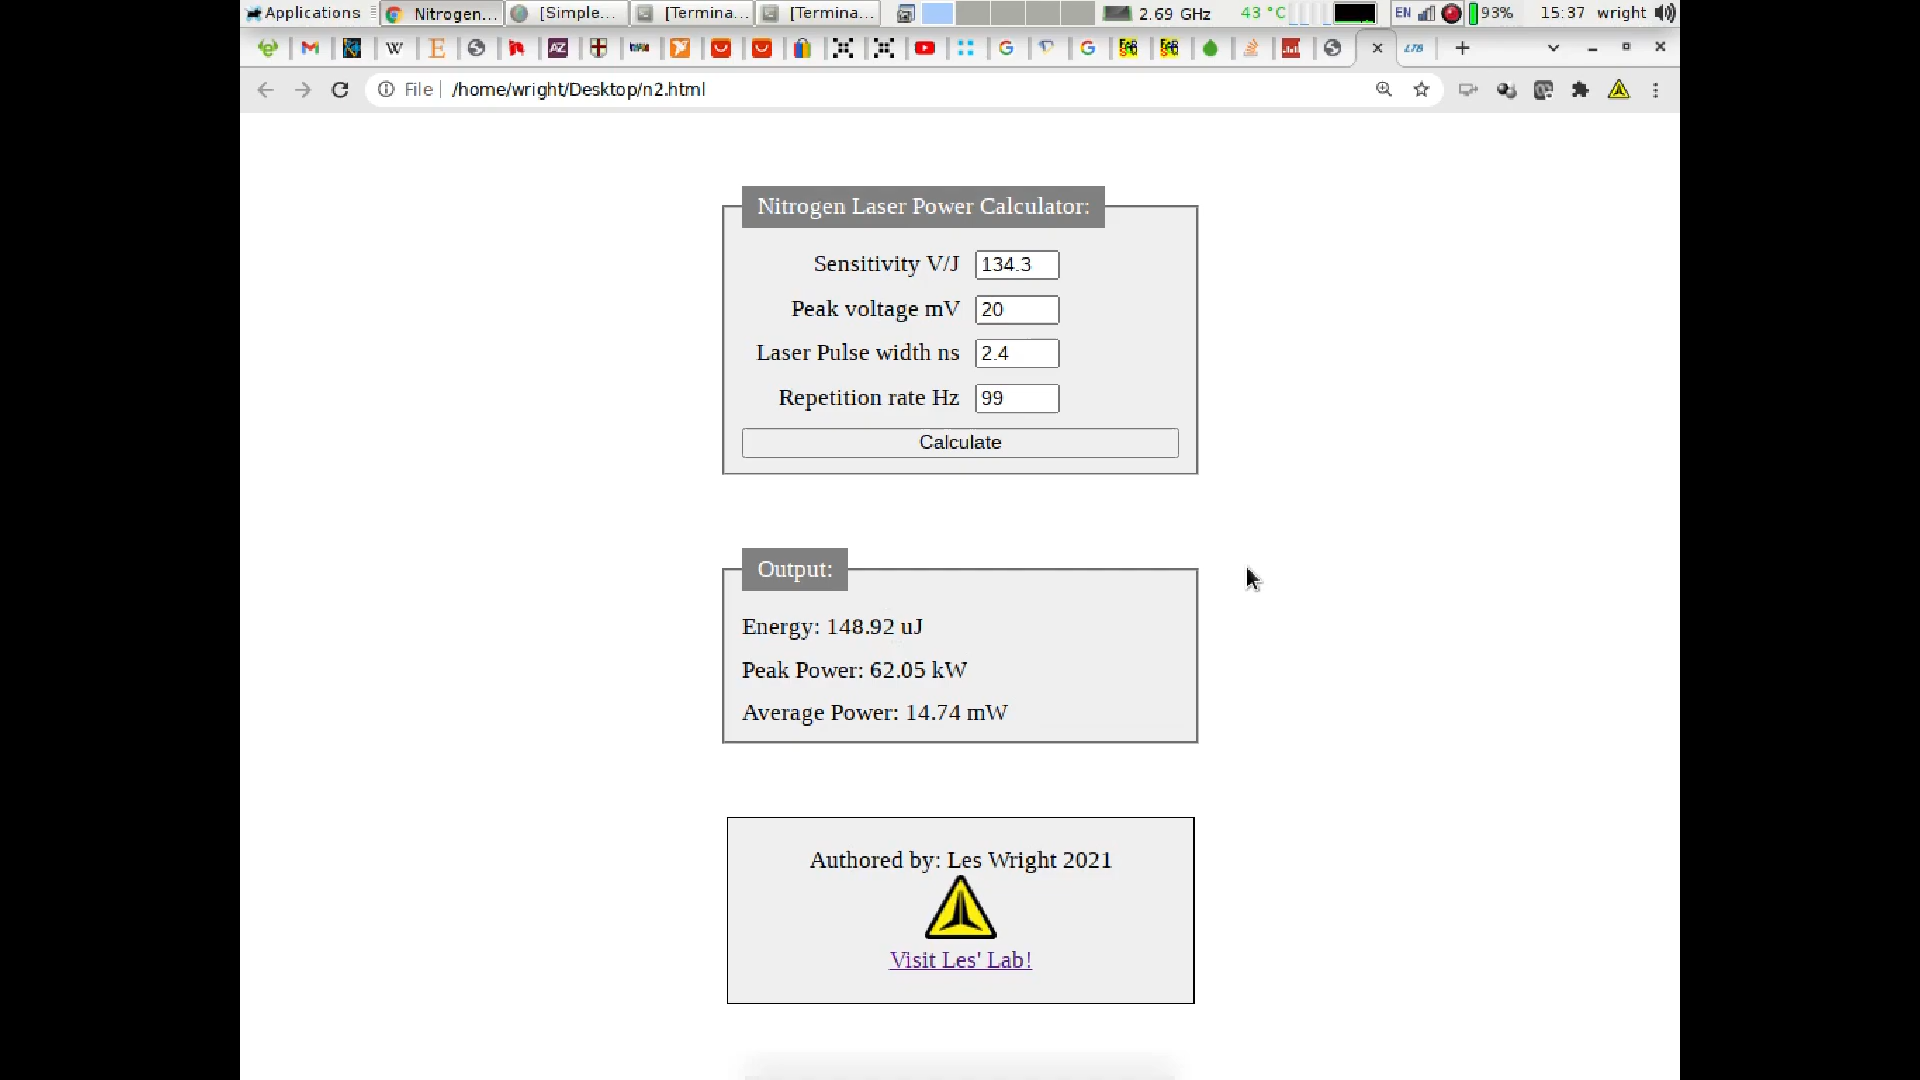 Applications Nitrogen... [Simple... [Termina... [Termina... 2.69 GHz 43 °C EN 93% 15:37 wright
File /home/wright/Desktop/n2.html
Nitrogen Laser Power Calculator:
Sensitivity V/J 134.3
Peak voltage mV 20
Laser Pulse width ns 2.4
Repetition rate Hz 99
Calculate
Output:
Energy: 148.92 uJ
Peak Power: 62.05 kW
Average Power: 14.74 mW
Authored by: Les Wright 2021
Visit Les' Lab!